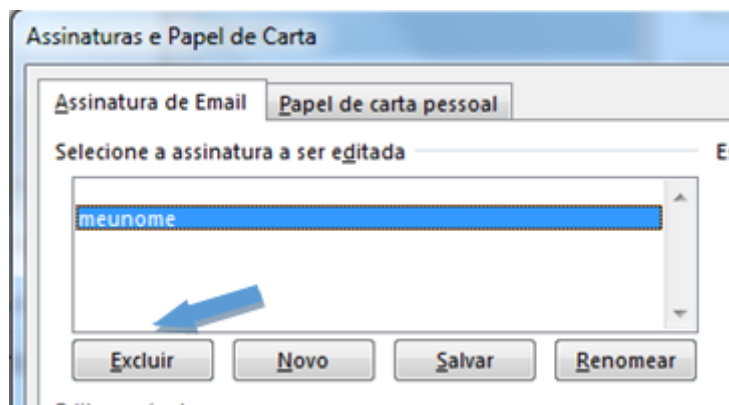 Assinaturas e Papel de Carta
Assinatura de Email Papel de carta pessoal
Selecione a assinatura a ser editada
meunome
Excluir Novo Salvar Renomear